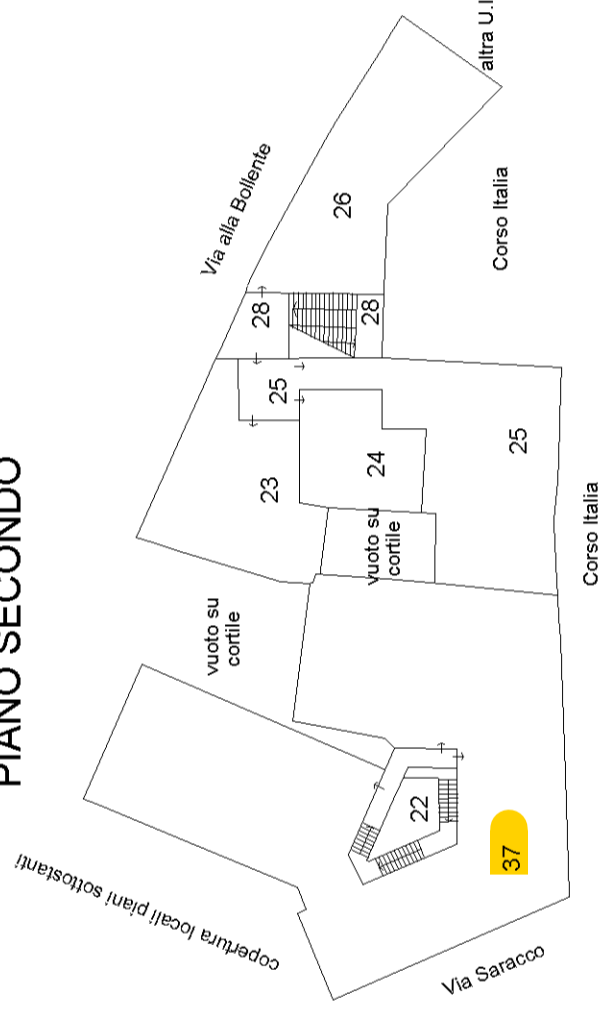 PIANO SECONDO
copertura locali piani sottostanti
Via Saracco
37
22
vuoto su
cortile
vuoto su
cortile
23
24
25
25
28
28
26
Via alla Bollente
Corso Italia
Corso Italia
altra U.I